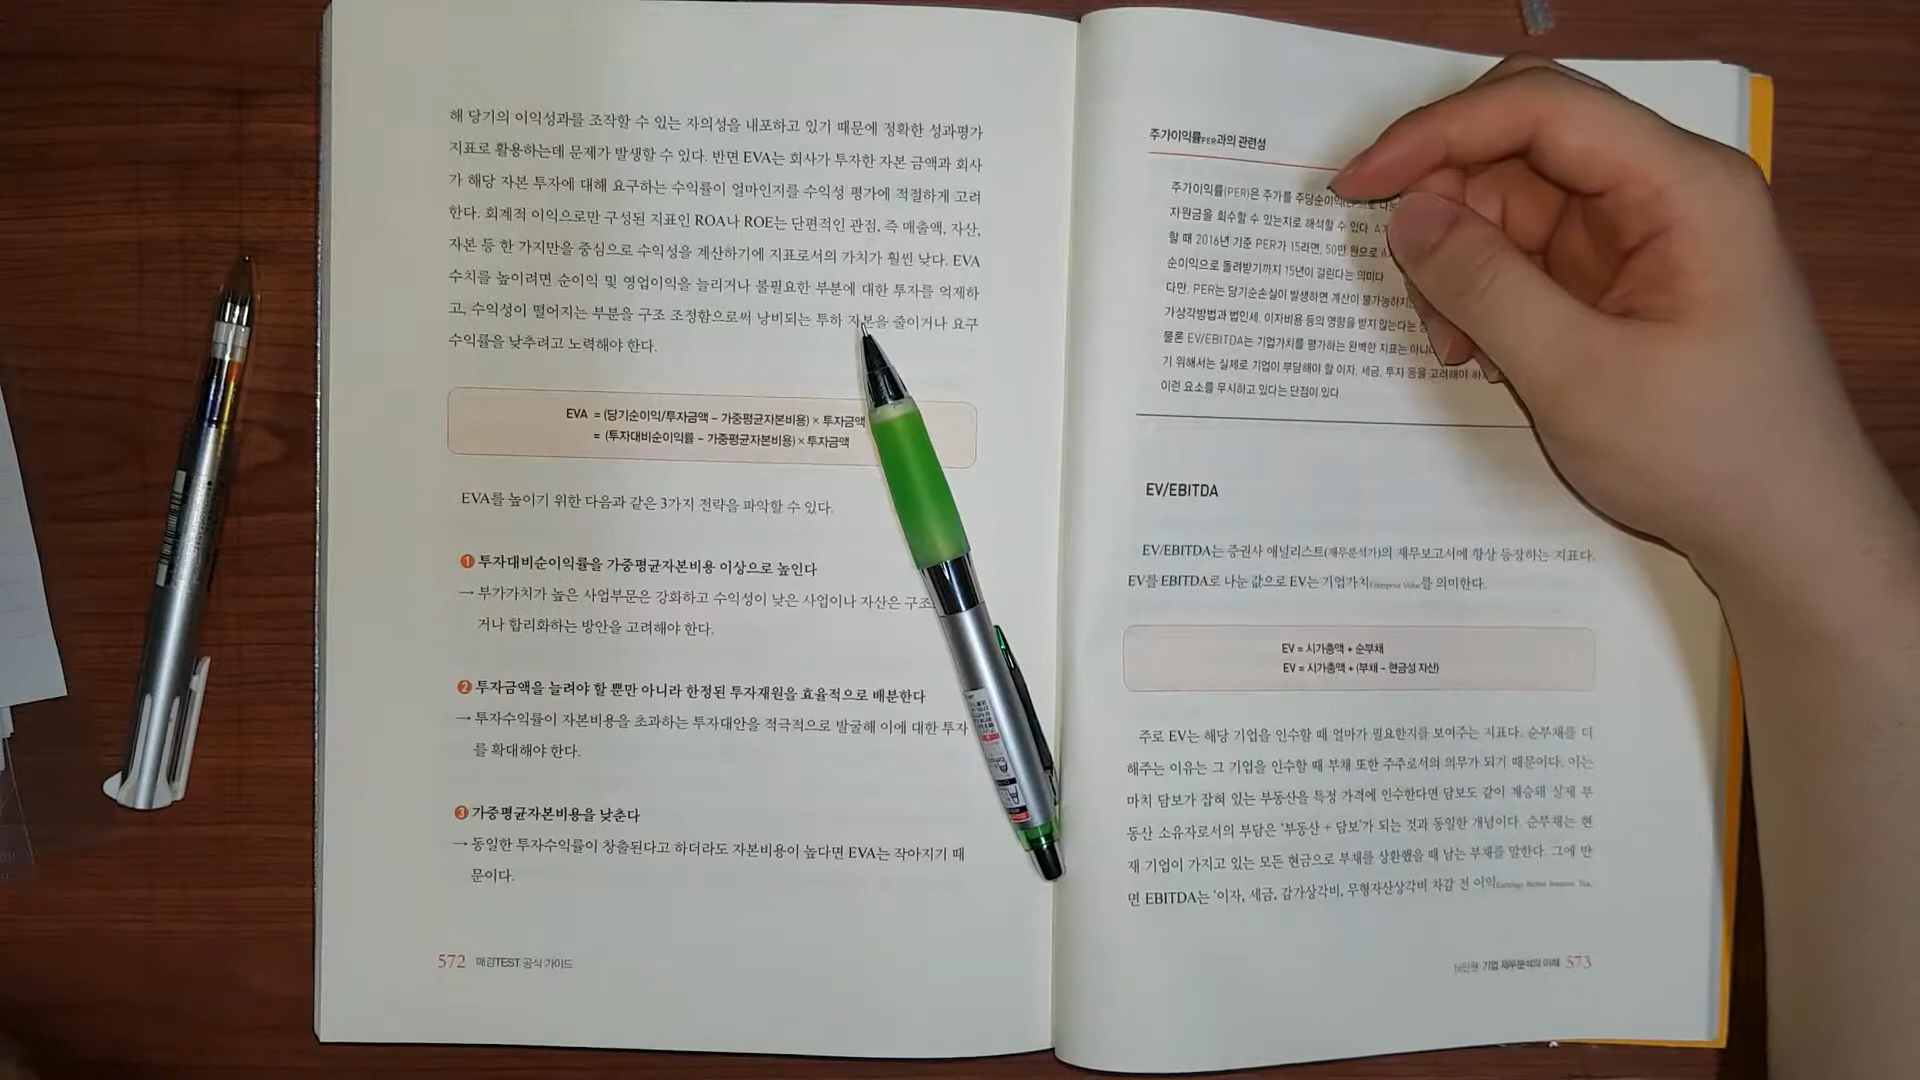 해 당기의 이익성과를 조작할 수 있는 자의성을 내포하고 있기 때문에 정확한 성과평가
지표로 활용하는데 문제가 발생할 수 있다. 반면 EVA는 회사가 투자한 자본 금액과 회사
가 해당 자본 투자에 대해 요구하는 수익률이 얼마인지를 수익성 평가에 적절하게 고려
한다. 회계적 이익으로만 구성된 지표인 ROA나 ROE는 단편적인 관점, 즉 매출액, 자산,
자본 등 한 가지만을 중심으로 수익성을 계산하기에 지표로서의 가치가 훨씬 낮다. EVA
수치를 높이려면 순이익 및 영업이익을 늘리거나 불필요한 부분에 대한 투자를 억제하
고, 수익성이 떨어지는 부분을 구조 조정함으로써 낭비되는 투하 자본을 줄이거나 요구
수익률을 낮추려고 노력해야 한다.
EVA = (당기순이익/투자금액 – 가중평균자본비용) × 투자금액
= (투자대비순이익률 – 가중평균자본비용) × 투자금액
EVA를 높이기 위한 다음과 같은 3가지 전략을 파악할 수 있다.
❶ 투자대비순이익률을 가중평균자본비용 이상으로 높인다
→ 부가가치가 높은 사업부문은 강화하고 수익성이 낮은 사업이나 자산은 구조
거나 합리화하는 방안을 고려해야 한다.
❷ 투자금액을 늘려야 할 뿐만 아니라 한정된 투자재원을 효율적으로 배분한다
→ 투자수익률이 자본비용을 초과하는 투자대안을 적극적으로 발굴해 이에 대한 투자
를 확대해야 한다.
❸ 가중평균자본비용을 낮춘다
→ 동일한 투자수익률이 창출된다고 하더라도 자본비용이 높다면 EVA는 작아지기 때
문이다.
572 매경TEST 공식 가이드
주가이익률PER과의 관련성
주가이익률(PER)은 주가를 주당순이익
자원금을 회수할 수 있는지로 해석할 수 있다.
할 때 2016년 기준 PER가 15라면, 50만 원으로
순이익으로 돌려받기까지 15년이 걸린다는 의미다
다만, PER는 당기순손실이 발생하면 계산이 불가능하지
가상각방법과 법인세, 이자비용 등의 영향을 받지 않는다는
물론 EV/EBITDA는 기업가치를 평가하는 완벽한 지표는
기 위해서는 실제로 기업이 부담해야 할 이자, 세금, 투자 등을 고려해야
이런 요소를 무시하고 있다는 단점이 있다
EV/EBITDA
EV/EBITDA는 증권사 애널리스트(재무분석가)의 재무보고서에 항상 등장하는 지표다.
EV를 EBITDA로 나눈 값으로 EV는 기업가치Enterprise Value를 의미한다.
EV = 시가총액 + 순부채
EV = 시가총액 + (부채 – 현금성 자산)
주로 EV는 해당 기업을 인수할 때 얼마가 필요한지를 보여주는 지표다. 순부채를 더
해주는 이유는 그 기업을 인수할 때 부채 또한 주주로서의 의무가 되기 때문이다. 이는
마치 담보가 잡혀 있는 부동산을 특정 가격에 인수한다면 담보도 같이 계승돼 실제 부
동산 소유자로서의 부담은 ‘부동산 + 담보’가 되는 것과 동일한 개념이다. 순부채는 현
재 기업이 가지고 있는 모든 현금으로 부채를 상환했을 때 남는 부채를 말한다. 그에 반
면 EBITDA는 ‘이자, 세금, 감가상각비, 무형자산상각비 차감 전 이익Earnings Before Interest, Tax,
기업 재무분석의 이해 573